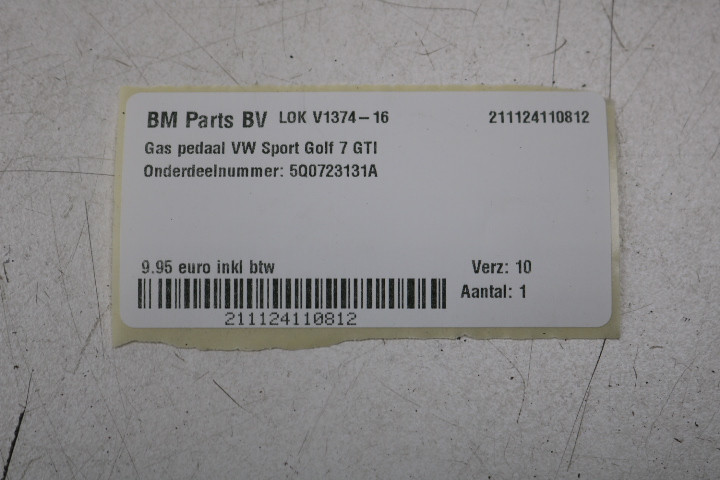 BM Parts BV LOK V1374-16 211124110812
Gas pedaal VW Sport Golf 7 GTI
Onderdeelnummer: 5Q0723131A
9.95 euro inkl btw Verz: 10
Aantal: 1
211124110812